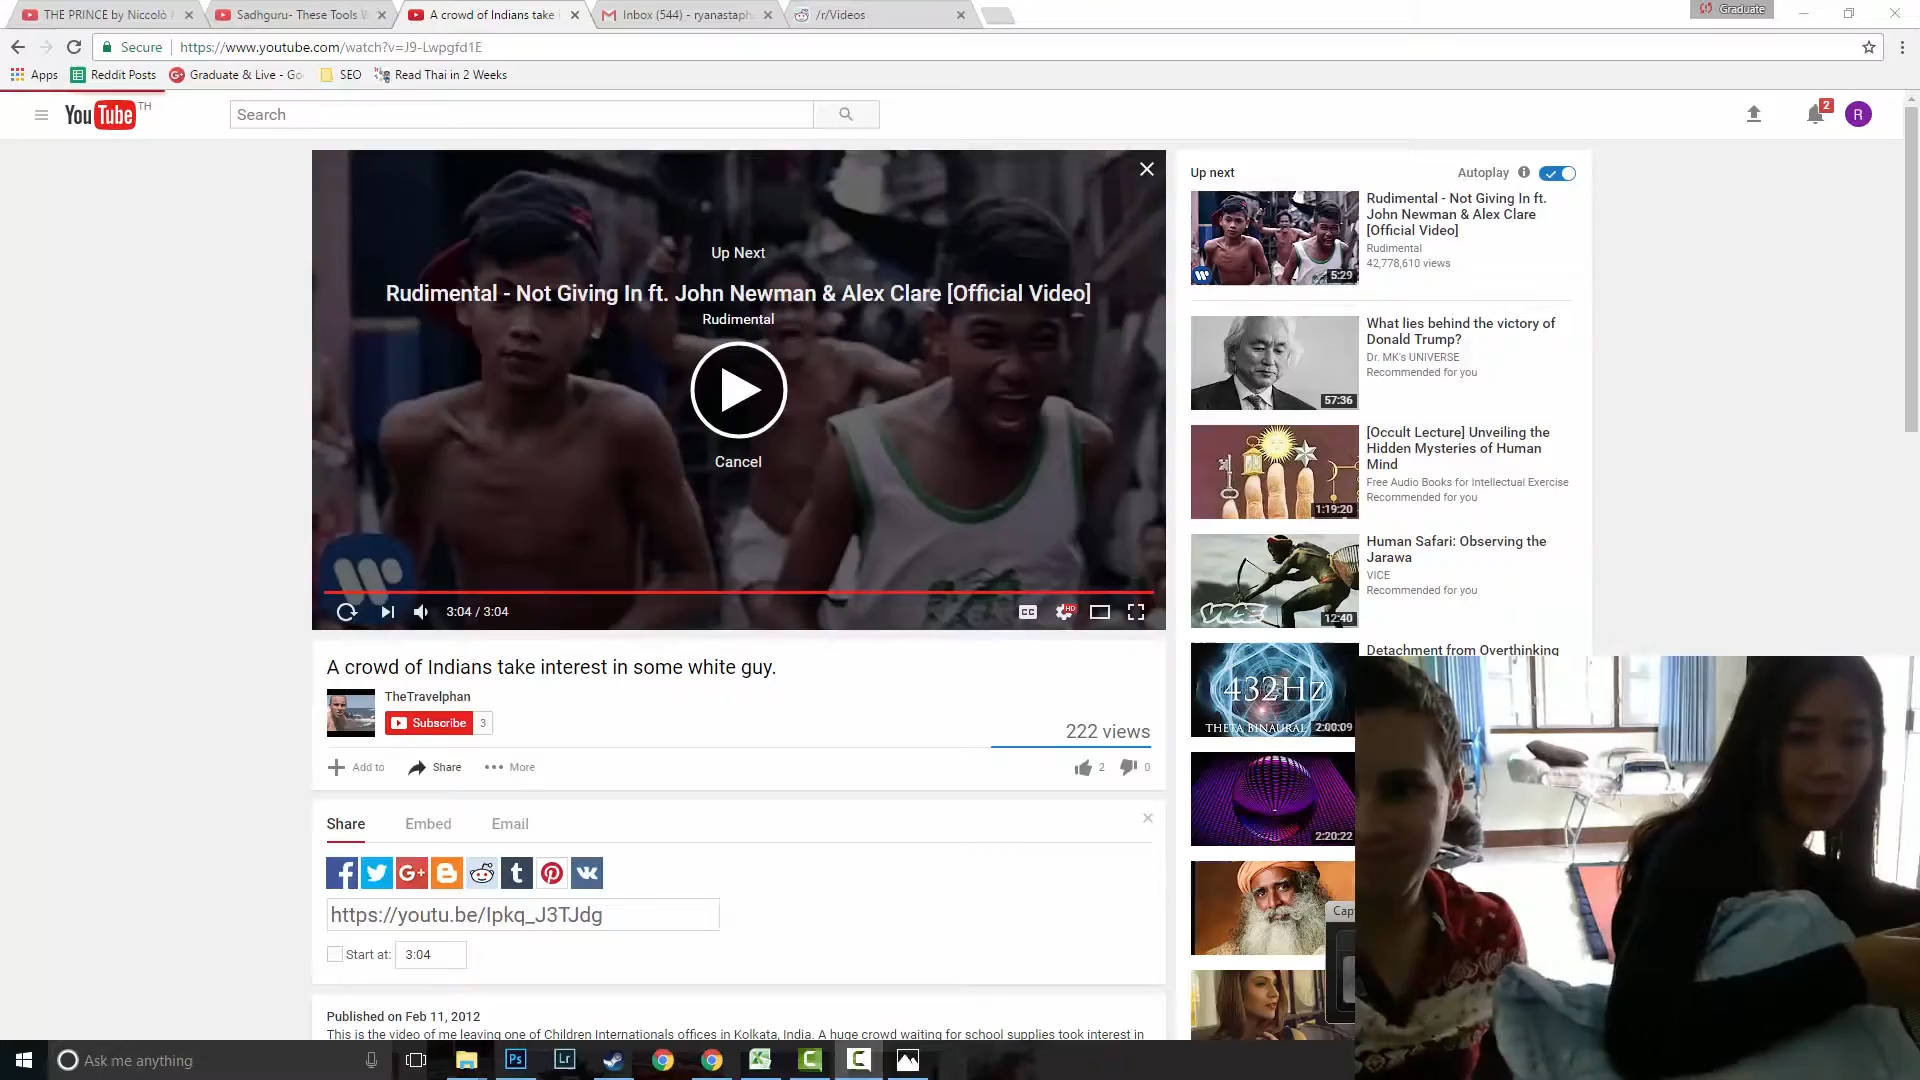 THE PRINCE by Niccolò
Sadhguru- These Tools W
A crowd of Indians take i
Inbox (544) - ryanastaph
/r/Videos
Graduate
Secure
https://www.youtube.com/watch?v=J9-Lwpgfd1E
Apps
Reddit Posts
Graduate & Live - Go
SEO
Read Thai in 2 Weeks
YouTube TH
Search
2
R
Up Next
Rudimental - Not Giving In ft. John Newman & Alex Clare [Official Video]
Rudimental
Cancel
3:04 / 3:04
CC
HD
A crowd of Indians take interest in some white guy.
TheTravelphan
Subscribe 3
222 views
Add to
Share
More
2
0
Share
Embed
Email
https://youtu.be/Ipkq_J3TJdg
Start at: 3:04
Published on Feb 11, 2012
This is the video of me leaving one of Children Internationals offices in Kolkata, India. A huge crowd waiting for school supplies took interest in
Up next
Autoplay
Rudimental - Not Giving In ft.
John Newman & Alex Clare
[Official Video]
Rudimental
42,778,610 views
5:29
What lies behind the victory of
Donald Trump?
Dr. MK's UNIVERSE
Recommended for you
57:36
[Occult Lecture] Unveiling the
Hidden Mysteries of Human
Mind
Free Audio Books for Intellectual Exercise
Recommended for you
1:19:20
Human Safari: Observing the
Jarawa
VICE
Recommended for you
VICE
12:40
Detachment from Overthinking
432Hz
THETA BINAURAL
2:00:09
2:20:22
Cap
Ask me anything
Ps
Lr